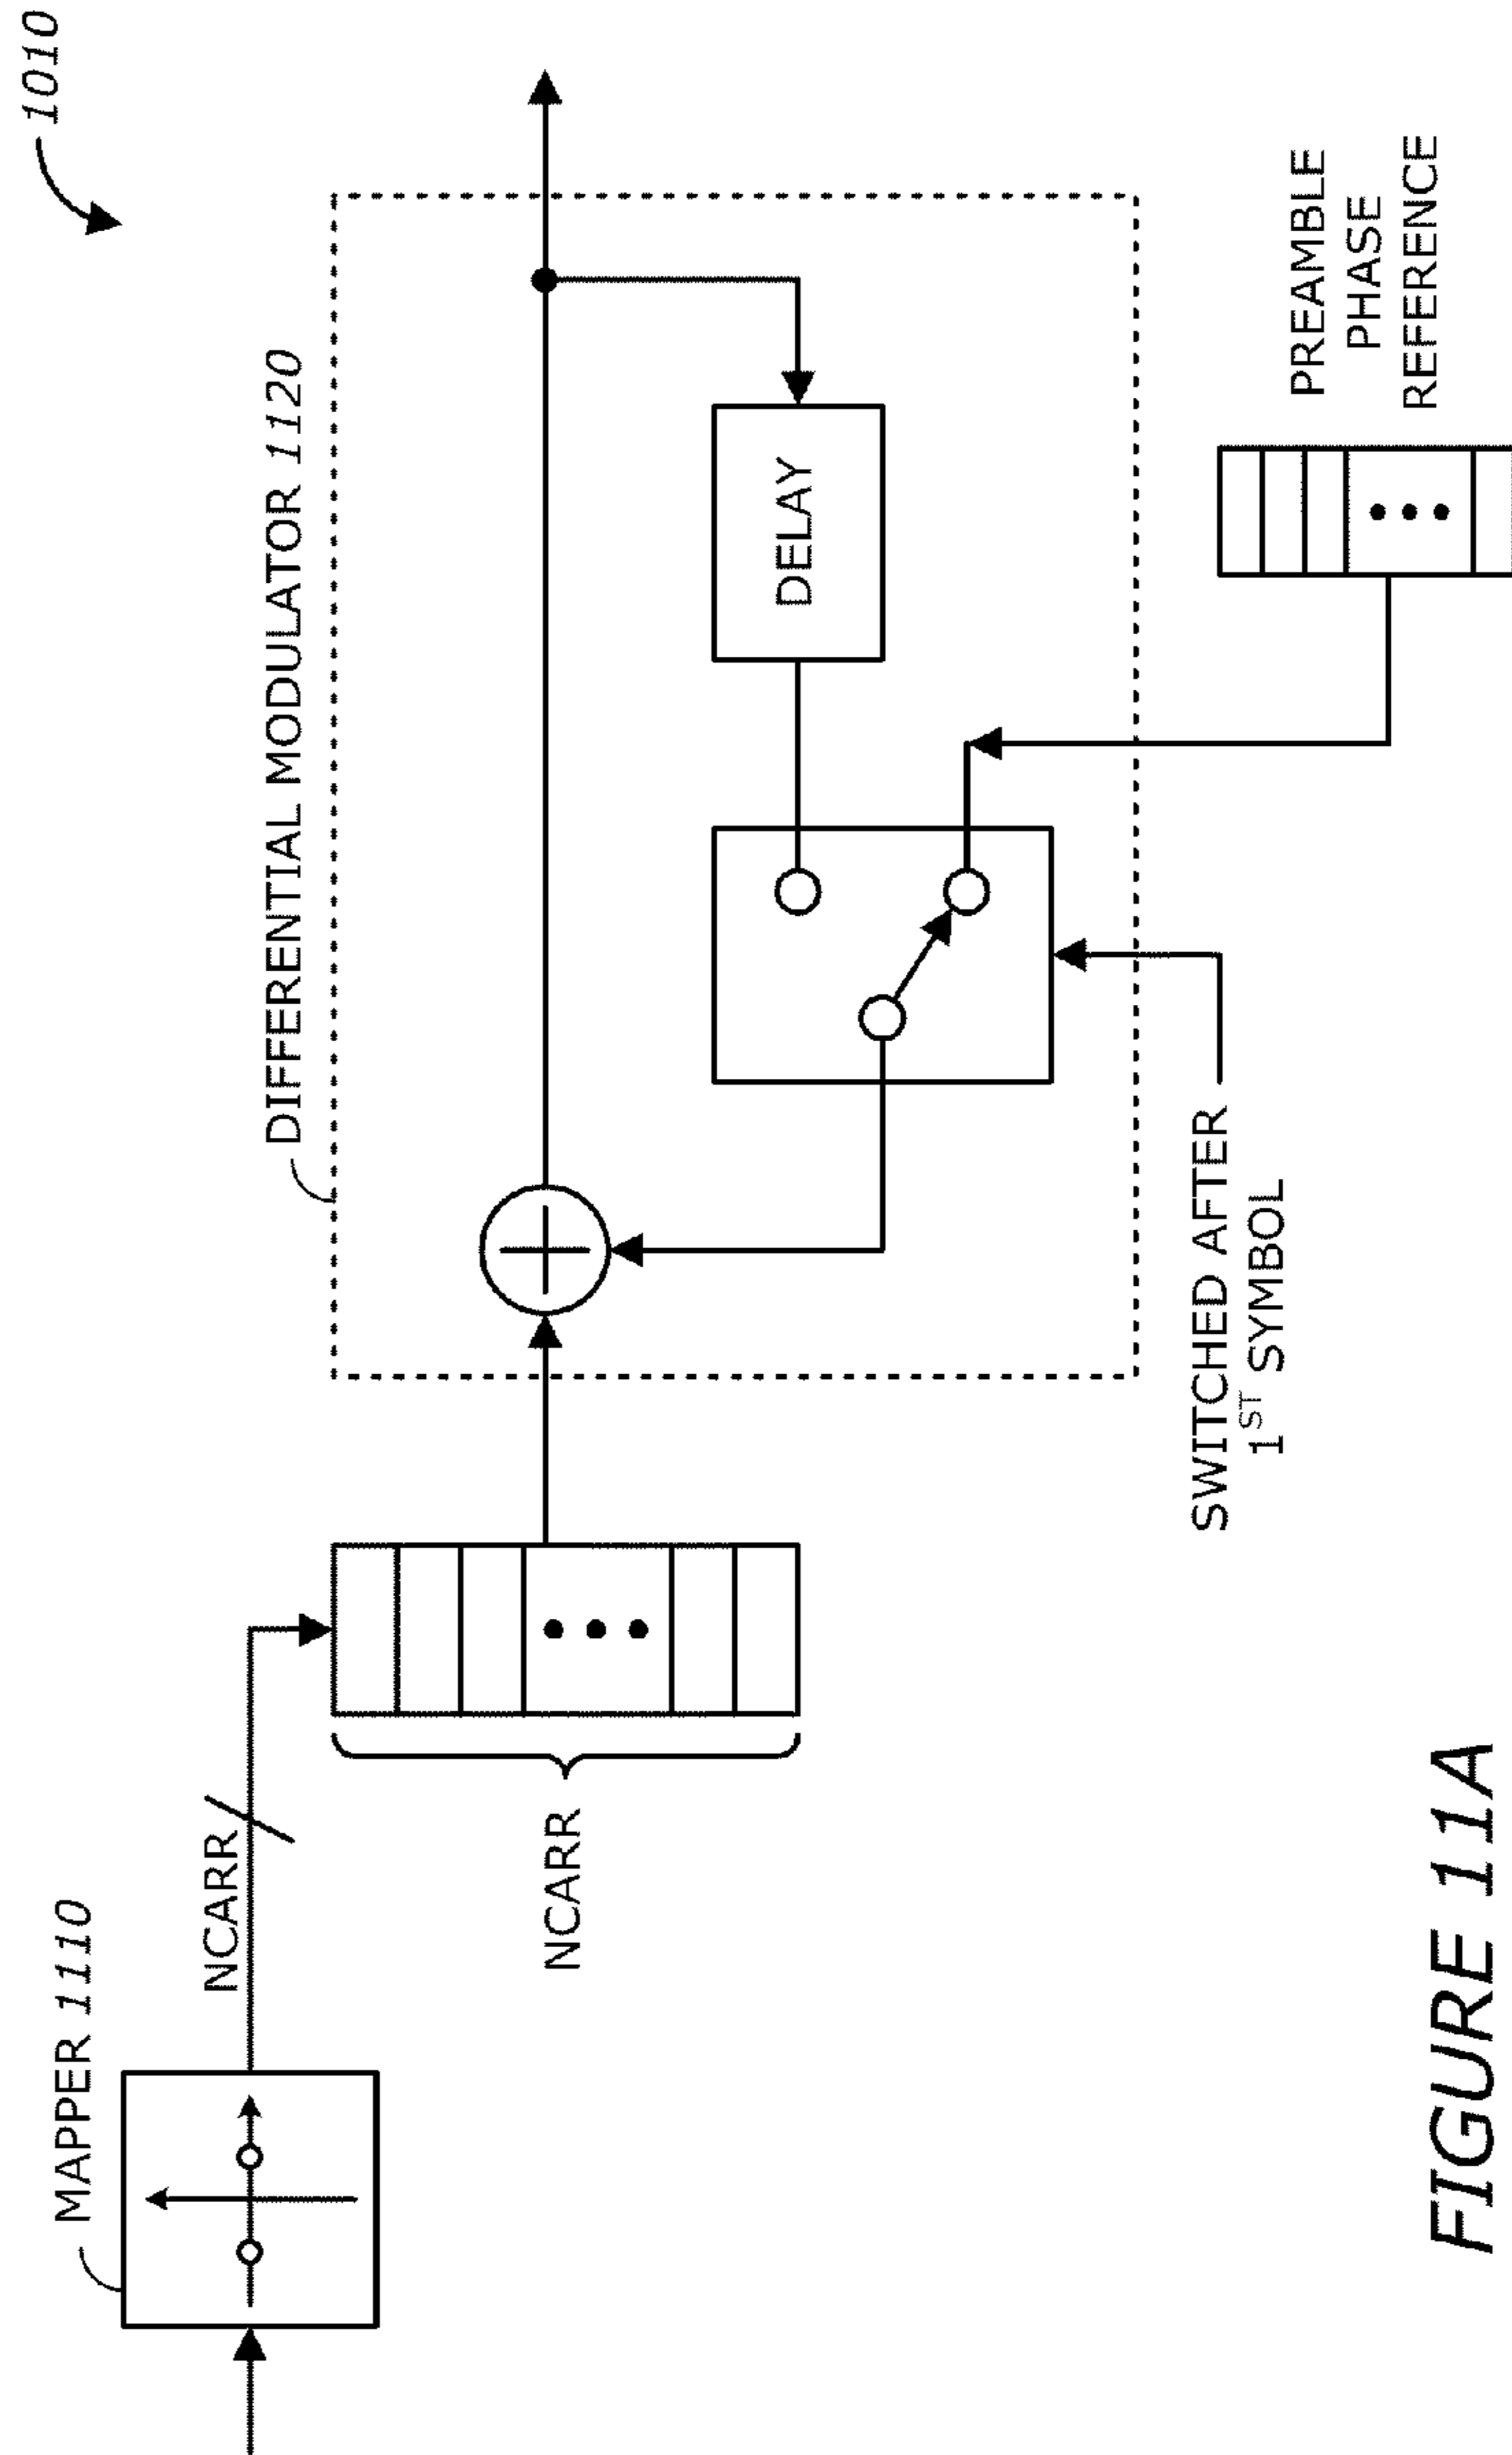 1010
MAPPER 1110
NCARR
NCARR
DIFFERENTIAL MODULATOR 1120
DELAY
SWITCHED AFTER
1ST SYMBOL
PREAMBLE
PHASE
REFERENCE
FIGURE 11A